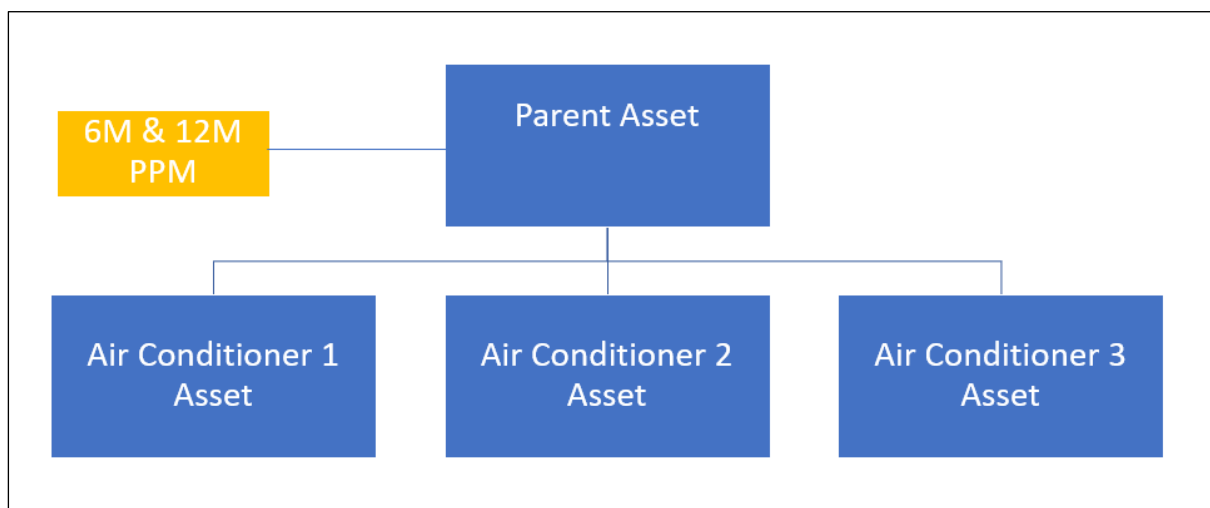 Parent Asset
6M & 12M
PPM
Air Conditioner 1
Asset
Air Conditioner 2
Asset
Air Conditioner 3
Asset